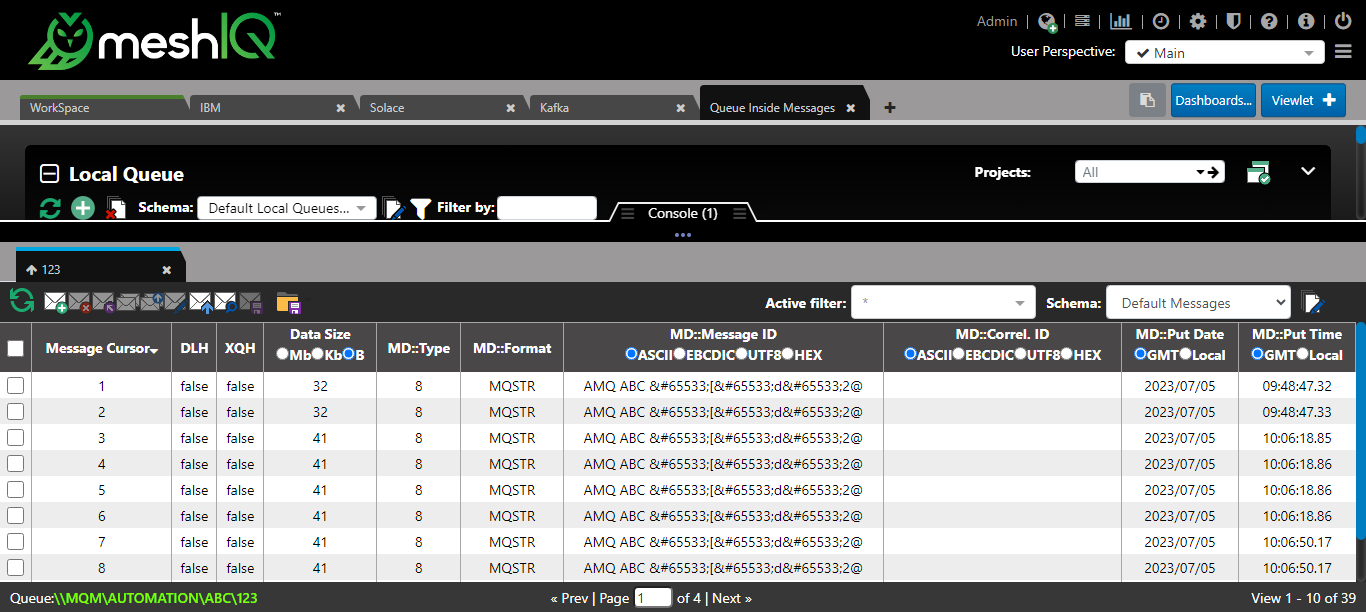 meshIQ™
Admin
User Perspective: Main
WorkSpace IBM Solace Kafka Queue Inside Messages
Dashboards... Viewlet
Local Queue Projects: All
Schema: Default Local Queues... Filter by:
Console (1)
123
Active filter: * Schema: Default Messages
Message Cursor DLH XQH Data Size MD::Type MD::Format MD::Message ID MD::Correl. ID MD::Put Date MD::Put Time
Mb Kb B ASCII EBCDIC UTF8 HEX ASCII EBCDIC UTF8 HEX GMT Local GMT Local
1 false false 32 8 MQSTR AMQ ABC &#65533;[&#65533;d&#65533;2@ 2023/07/05 09:48:47.32
2 false false 32 8 MQSTR AMQ ABC &#65533;[&#65533;d&#65533;2@ 2023/07/05 09:48:47.33
3 false false 41 8 MQSTR AMQ ABC &#65533;[&#65533;d&#65533;2@ 2023/07/05 10:06:18.85
4 false false 41 8 MQSTR AMQ ABC &#65533;[&#65533;d&#65533;2@ 2023/07/05 10:06:18.86
5 false false 41 8 MQSTR AMQ ABC &#65533;[&#65533;d&#65533;2@ 2023/07/05 10:06:18.86
6 false false 41 8 MQSTR AMQ ABC &#65533;[&#65533;d&#65533;2@ 2023/07/05 10:06:18.86
7 false false 41 8 MQSTR AMQ ABC &#65533;[&#65533;d&#65533;2@ 2023/07/05 10:06:50.17
8 false false 41 8 MQSTR AMQ ABC &#65533;[&#65533;d&#65533;2@ 2023/07/05 10:06:50.17
Queue:\\MQM\AUTOMATION\ABC\123 « Prev | Page 1 of 4 | Next » View 1 - 10 of 39